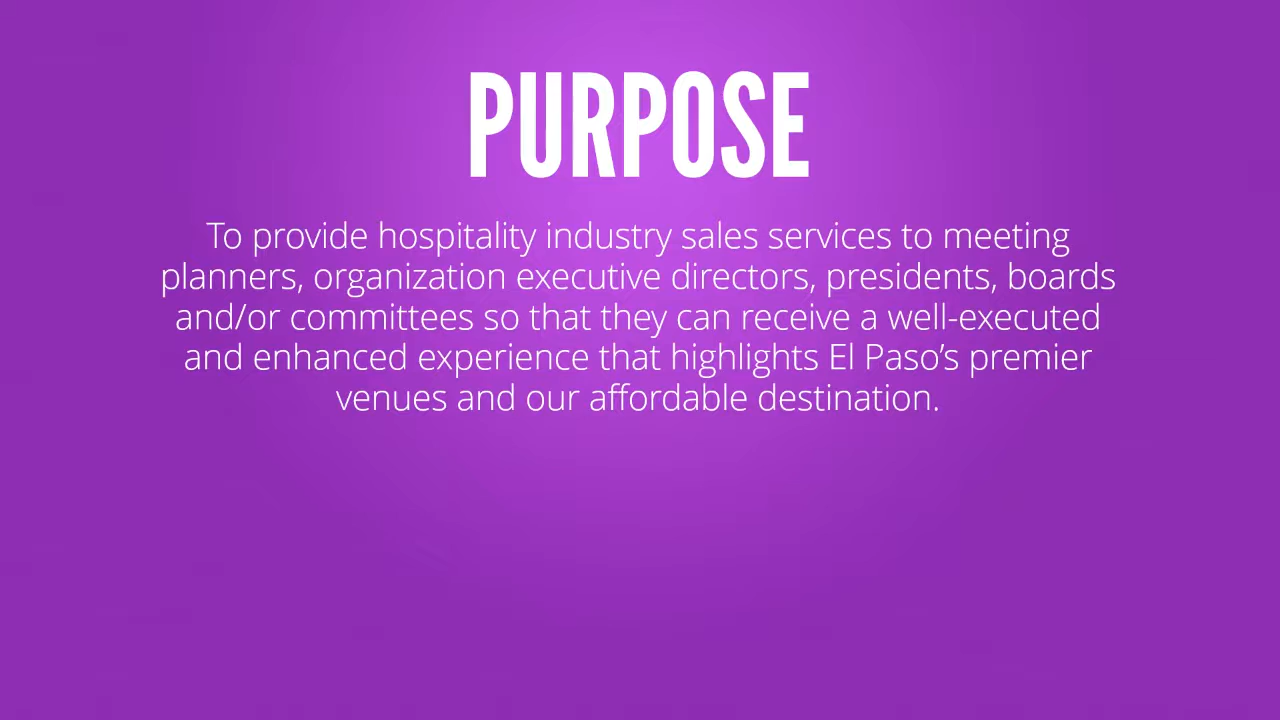 PURPOSE
To provide hospitality industry sales services to meeting
planners, organization executive directors, presidents, boards
and/or committees so that they can receive a well-executed
and enhanced experience that highlights El Paso’s premier
venues and our affordable destination.